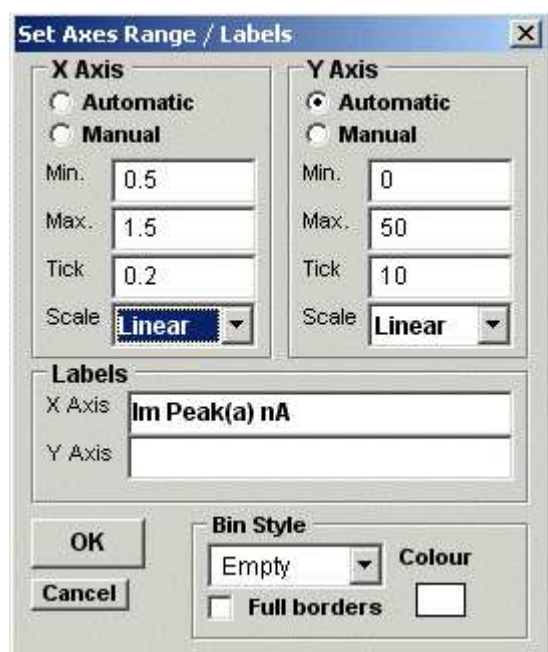 Set Axes Range / Labels
X Axis
Automatic
Manual
Min. 0.5
Max. 1.5
Tick 0.2
Scale Linear
Y Axis
Automatic
Manual
Min. 0
Max. 50
Tick 10
Scale Linear
Labels
X Axis Im Peak(a) nA
Y Axis
OK
Cancel
Bin Style
Empty
Colour
Full borders